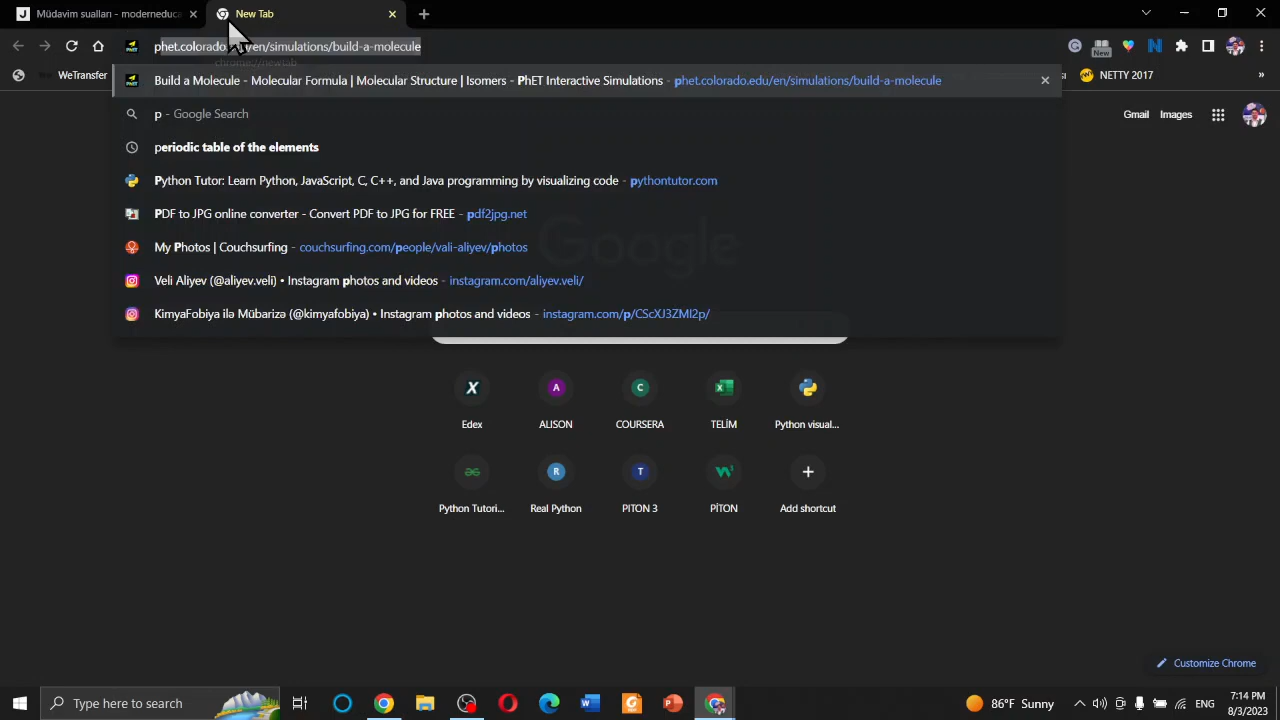 Müdavim sualları - moderneduca
New Tab
phet.colorado.edu/en/simulations/build-a-molecule
chrome://newtab
New
WeTransfer
NETTY 2017
»
Build a Molecule - Molecular Formula | Molecular Structure | Isomers - PhET Interactive Simulations - phet.colorado.edu/en/simulations/build-a-molecule
p - Google Search
Gmail Images
periodic table of the elements
Python Tutor: Learn Python, JavaScript, C, C++, and Java programming by visualizing code - pythontutor.com
PDF to JPG online converter - Convert PDF to JPG for FREE - pdf2jpg.net
Google
My Photos | Couchsurfing - couchsurfing.com/people/vali-aliyev/photos
Veli Aliyev (@aliyev.veli) • Instagram photos and videos - instagram.com/aliyev.veli/
KimyaFobiya ilə Mübarizə (@kimyafobiya) • Instagram photos and videos - instagram.com/p/CScXJ3ZMI2p/
Edex ALISON COURSERA TELİM Python visual...
Python Tutori... Real Python PITON 3 PİTON Add shortcut
Customize Chrome
Type here to search
86°F Sunny
ENG
7:14 PM
8/3/2023